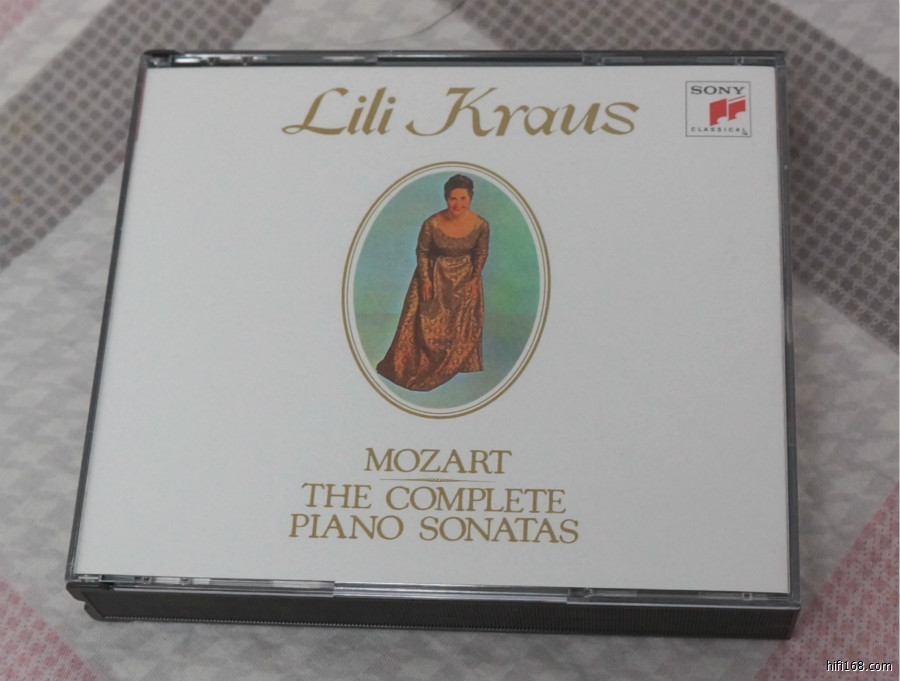 Lili Kraus
SONY
CLASSICAL
MOZART
THE COMPLETE
PIANO SONATAS
hifi168.com